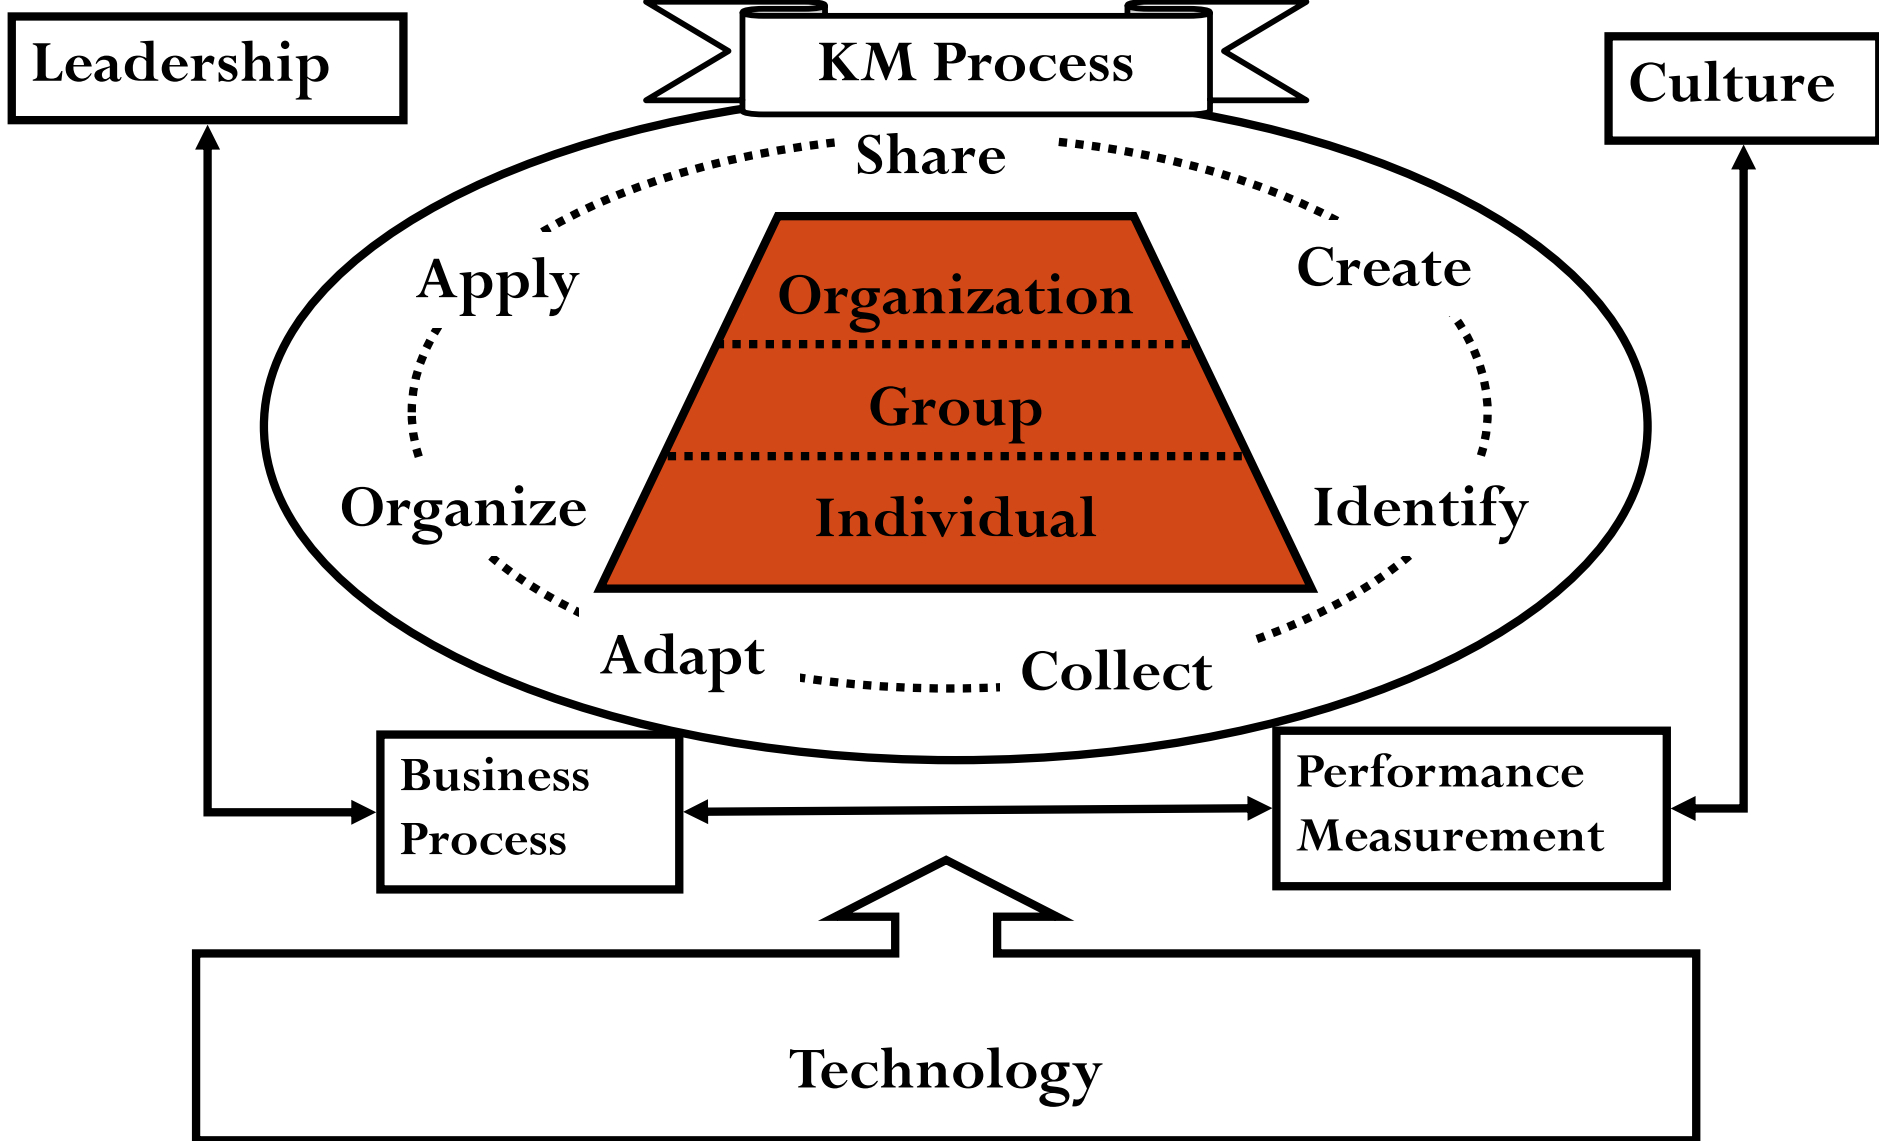 Leadership
KM Process
Culture
Share
Apply
Create
Organization
Group
Organize
Individual
Identify
Adapt
Collect
Business
Process
Performance
Measurement
Technology